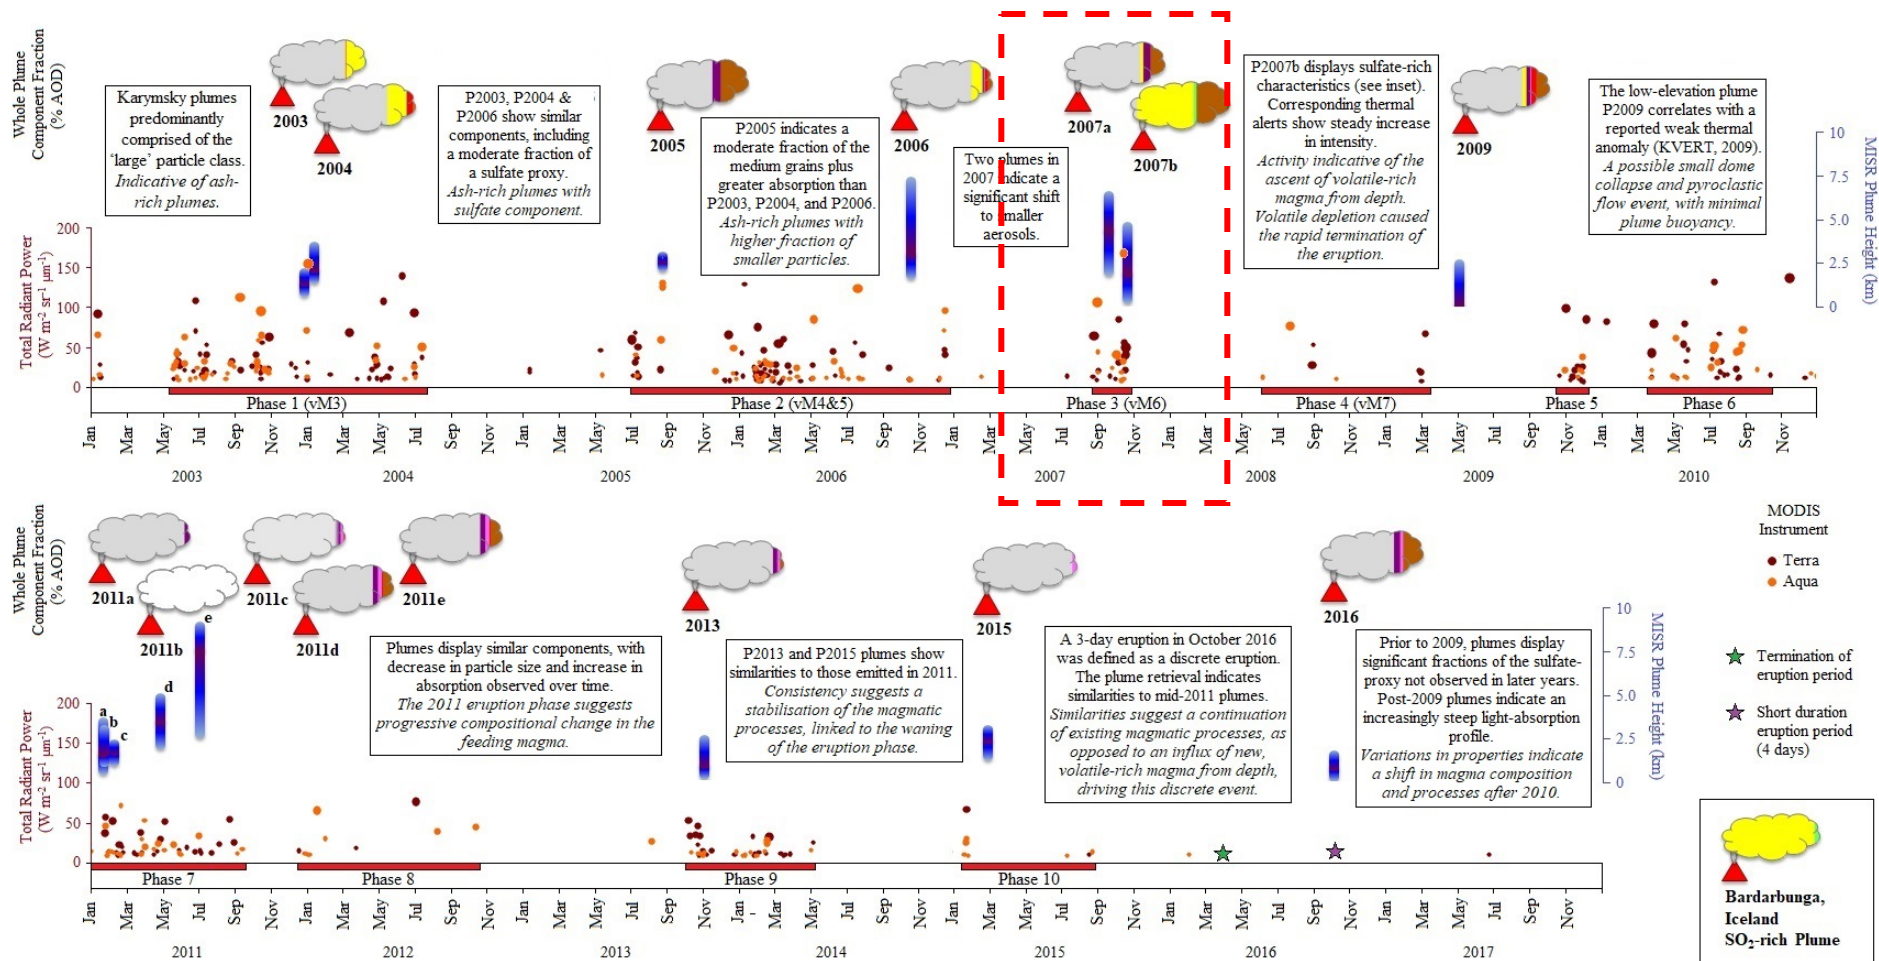 Whole Plume
Component Fraction
(% AOD)
Karymsky plumes
predominantly
comprised of the
‘large’ particle class.
Indicative of ash-
rich plumes.
2003
2004
P2003, P2004 &
P2006 show similar
components, including
a moderate fraction of
a sulfate proxy.
Ash-rich plumes with
sulfate component.
2005
P2005 indicates a
moderate fraction of the
medium grains plus
greater absorption than
P2003, P2004, and P2006.
Ash-rich plumes with
higher fraction of
smaller particles.
2006
Two plumes in
2007 indicate a
significant shift
to smaller
aerosols.
2007a
2007b
P2007b displays sulfate-rich
characteristics (see inset).
Corresponding thermal
alerts show steady increase
in intensity.
Activity indicative of the
ascent of volatile-rich
magma from depth.
Volatile depletion caused
the rapid termination of
the eruption.
2009
The low-elevation plume
P2009 correlates with a
reported weak thermal
anomaly (KVERT, 2009).
A possible small dome
collapse and pyroclastic
flow event, with minimal
plume buoyancy.
10
7.5
5.0
2.5
0
MISR Plume Height (km)
Total Radiant Power
(W m⁻² sr⁻¹ µm⁻¹)
200
150
100
50
0
Phase 1 (vM3)
Phase 2 (vM4&5)
Phase 3 (vM6)
Phase 4 (vM7)
Phase 5
Phase 6
Jan Mar May Jul Sep Nov Jan Mar May Jul Sep Nov Jan Mar May Jul Sep Nov Jan Mar May Jul Sep Nov Jan Mar May Jul Sep Nov Jan Mar May Jul Sep Nov Jan Mar May Jul Sep Nov Jan Mar May Jul Sep Nov
2003 2004 2005 2006 2007 2008 2009 2010
Whole Plume
Component Fraction
(% AOD)
2011a
2011b
2011c
2011d
2011e
a
b
c
d
e
Plumes display similar components, with
decrease in particle size and increase in
absorption observed over time.
The 2011 eruption phase suggests
progressive compositional change in the
feeding magma.
2013
P2013 and P2015 plumes show
similarities to those emitted in 2011.
Consistency suggests a
stabilisation of the magmatic
processes, linked to the waning
of the eruption phase.
2015
A 3-day eruption in October 2016
was defined as a discrete eruption.
The plume retrieval indicates
similarities to mid-2011 plumes.
Similarities suggest a continuation
of existing magmatic processes, as
opposed to an influx of new,
volatile-rich magma from depth,
driving this discrete event.
2016
Prior to 2009, plumes display
significant fractions of the sulfate-
proxy not observed in later years.
Post-2009 plumes indicate an
increasingly steep light-absorption
profile.
Variations in properties indicate
a shift in magma composition
and processes after 2010.
10
7.5
5.0
2.5
0
MISR Plume Height (km)
Total Radiant Power
(W m⁻² sr⁻¹ µm⁻¹)
200
150
100
50
0
Phase 7
Phase 8
Phase 9
Phase 10
Jan Mar May Jul Sep Nov Jan Mar May Jul Sep Nov Jan Mar May Jul Sep Nov Jan Mar May Jul Sep Nov Jan Mar May Jul Sep Nov Jan Mar May Jul Sep Nov Jan Mar May Jul Sep Nov
2011 2012 2013 2014 2015 2016 2017
MODIS
Instrument
Terra
Aqua
Termination of
eruption period
Short duration
eruption period
(4 days)
Bardarbunga,
Iceland
SO₂-rich Plume